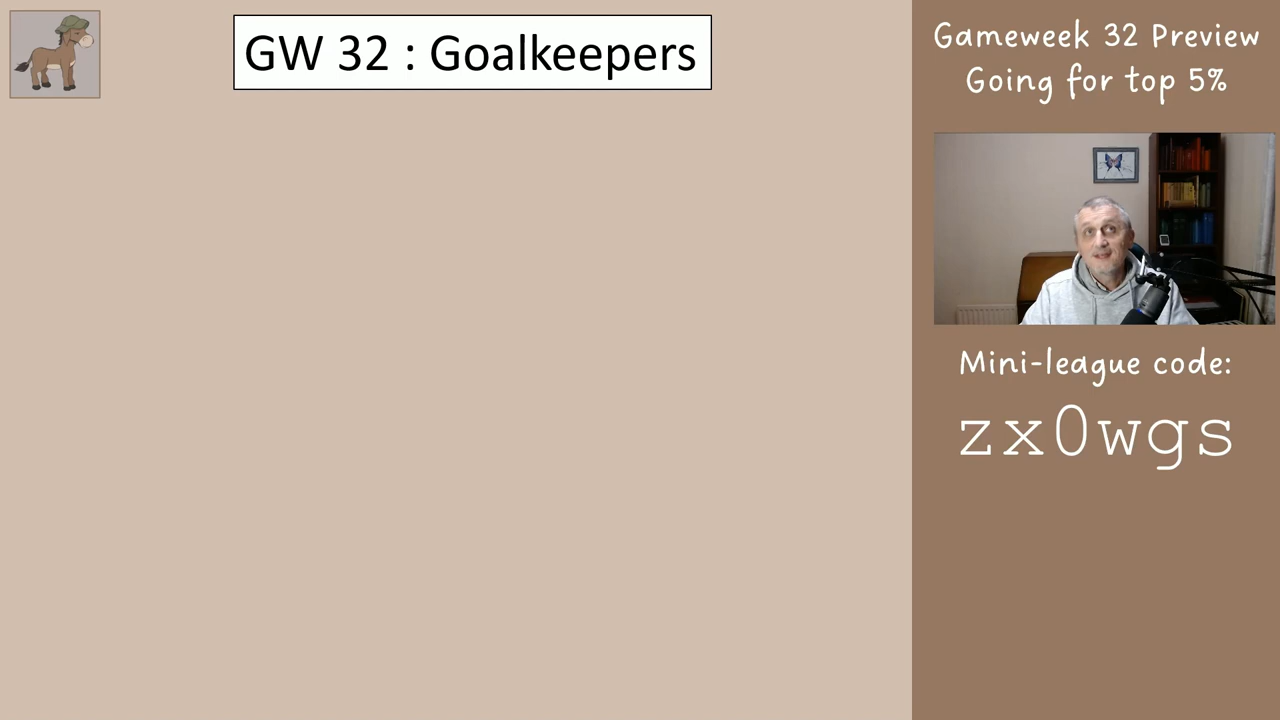 GW 32 : Goalkeepers
Gameweek 32 Preview
Going for top 5%
Mini-league code:
zx0wgs